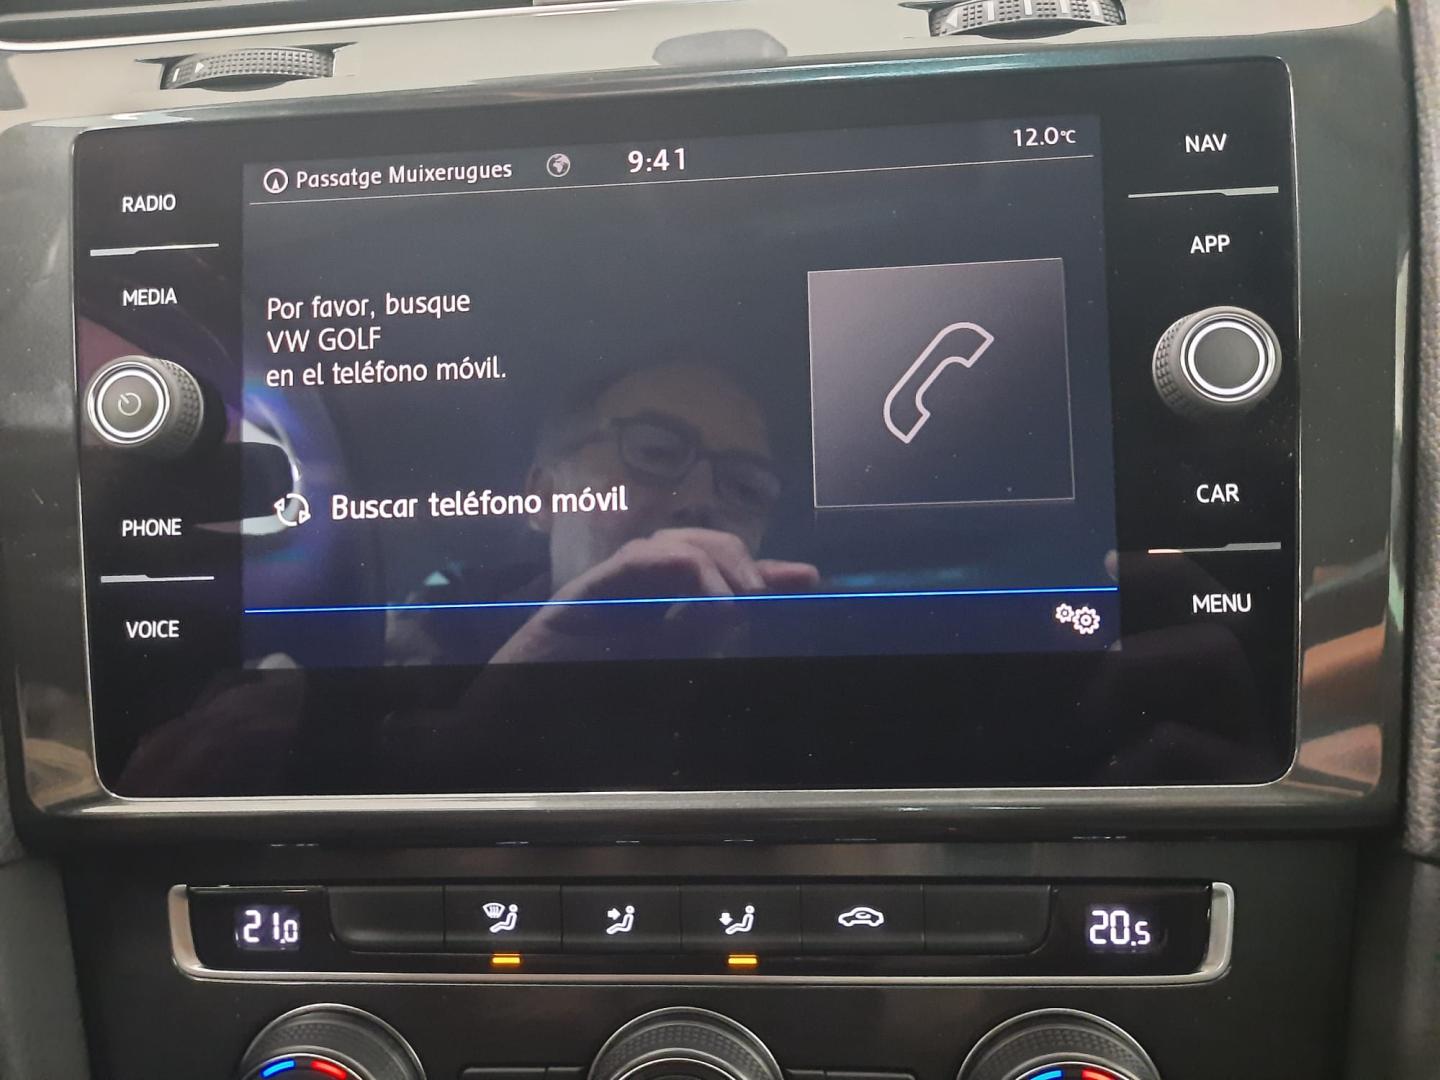 Passatge Muixerugues
9:41
12.0°C
RADIO
MEDIA
PHONE
VOICE
Por favor, busque
VW GOLF
en el teléfono móvil.
Buscar teléfono móvil
NAV
APP
CAR
MENU
21.0
20.5